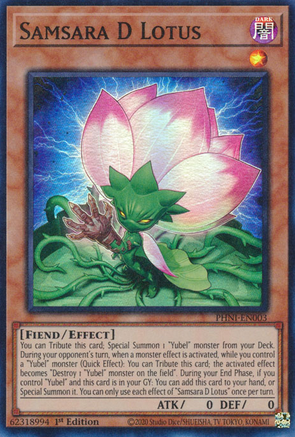 SAMSARA D LOTUS
DARK
闇
PHNI-EN003
[FIEND/EFFECT]
You can Tribute this card; Special Summon 1 "Yubel" monster from your Deck.
During your opponent's turn, when a monster effect is activated, while you control
a "Yubel" monster (Quick Effect): You can Tribute this card; the activated effect
becomes "Destroy 1 "Yubel" monster on the field". During your End Phase, if you
control "Yubel" and this card is in your GY: You can add this card to your hand, or
Special Summon it. You can only use each effect of "Samsara D Lotus" once per turn.
ATK/ 0 DEF/ 0
62318994 1st Edition ©2020 Studio Dice/SHUEISHA, TV TOKYO, KONAMI